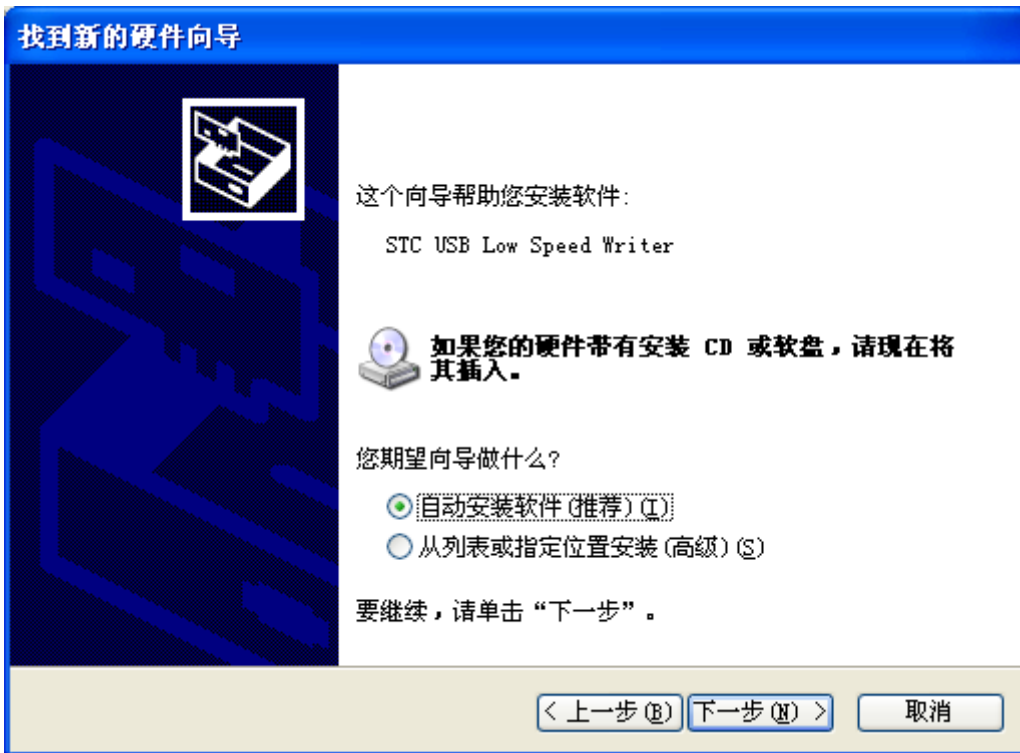 找到新的硬件向导
这个向导帮助您安装软件:
STC USB Low Speed Writer
如果您的硬件带有安装 CD 或软盘，请现在将
其插入。
您期望向导做什么?
自动安装软件(推荐)(I)
从列表或指定位置安装(高级)(S)
要继续，请单击“下一步”。
< 上一步(B) 下一步(N) > 取消